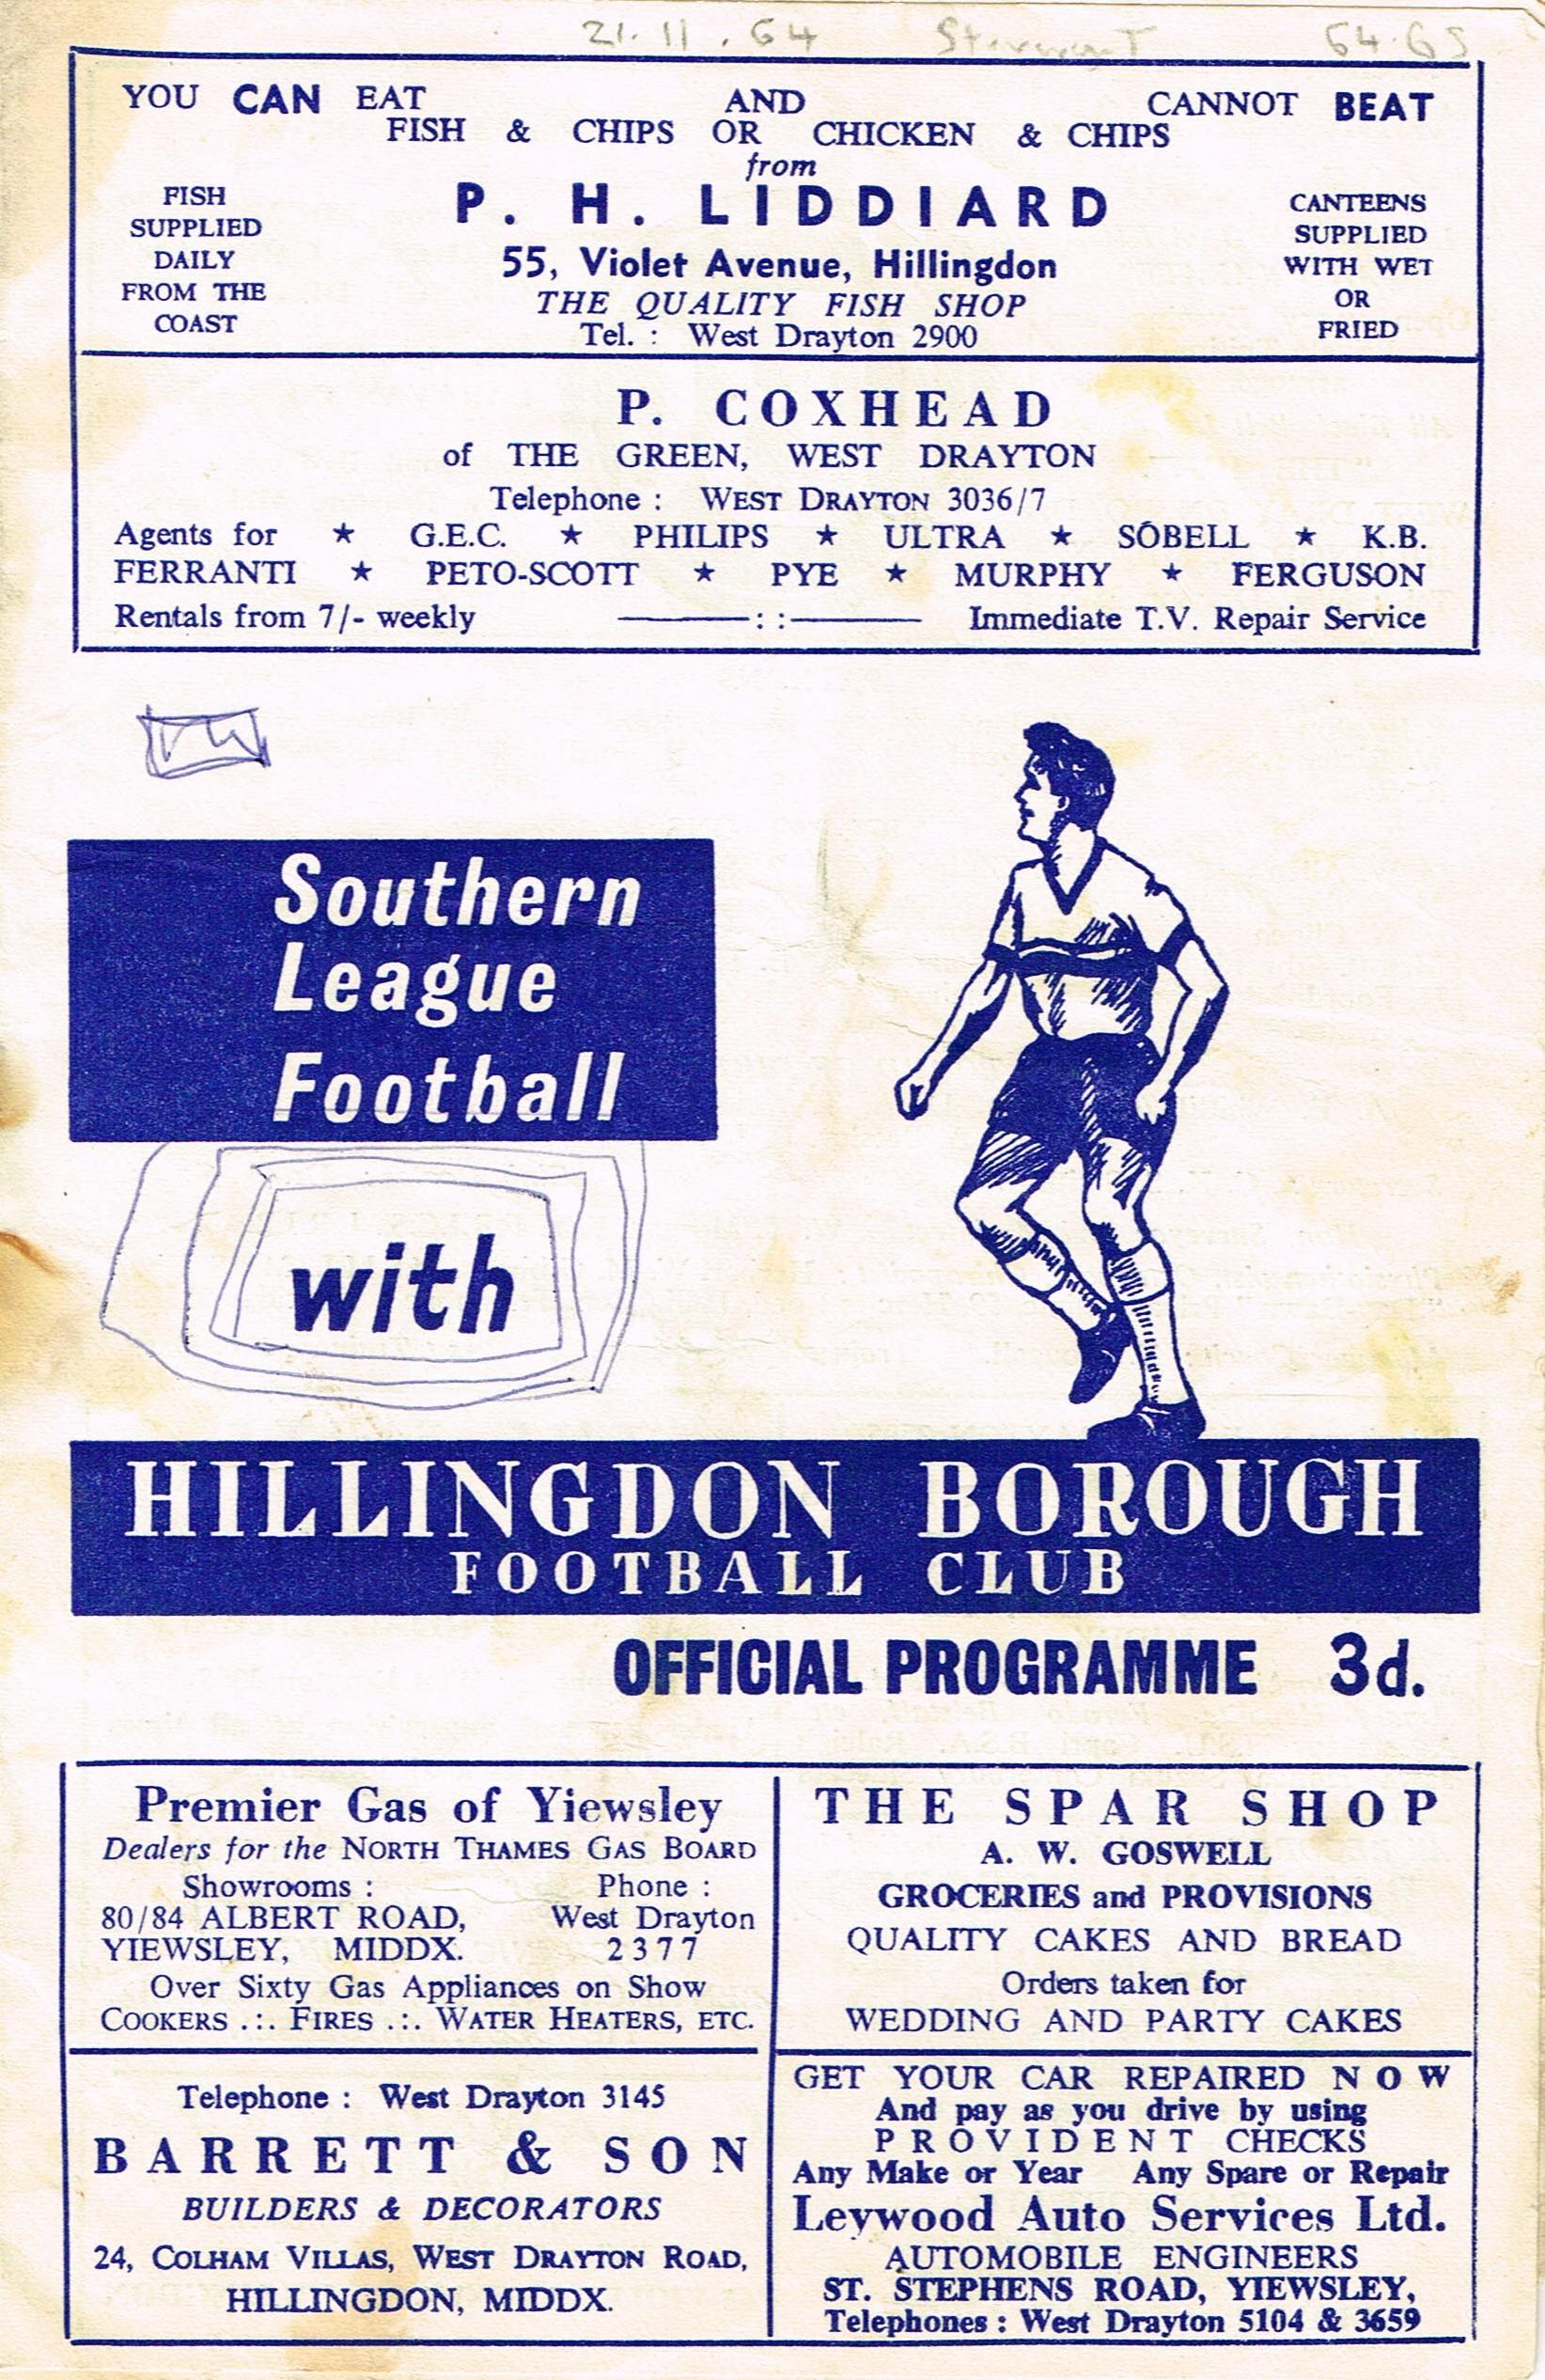 21.11.64 64.65
YOU CAN EAT AND CANNOT BEAT
FISH & CHIPS OR CHICKEN & CHIPS
from
P. H. LIDDIARD
55, Violet Avenue, Hillingdon
THE QUALITY FISH SHOP
Tel. : West Drayton 2900
FISH
SUPPLIED
DAILY
FROM THE
COAST
CANTEENS
SUPPLIED
WITH WET
OR
FRIED
P. COXHEAD
of THE GREEN, WEST DRAYTON
Telephone : WEST DRAYTON 3036/7
Agents for ★ G.E.C. ★ PHILIPS ★ ULTRA ★ SOBELL ★ K.B.
FERRANTI ★ PETO-SCOTT ★ PYE ★ MURPHY ★ FERGUSON
Rentals from 7/- weekly ———: :——— Immediate T.V. Repair Service
Southern
League
Football
with
HILLINGDON BOROUGH
FOOTBALL CLUB
OFFICIAL PROGRAMME 3d.
Premier Gas of Yiewsley
Dealers for the NORTH THAMES GAS BOARD
Showrooms : Phone :
80/84 ALBERT ROAD, West Drayton
YIEWSLEY, MIDDX. 2377
Over Sixty Gas Appliances on Show
COOKERS .:. FIRES .:. WATER HEATERS, ETC.
THE SPAR SHOP
A. W. GOSWELL
GROCERIES and PROVISIONS
QUALITY CAKES AND BREAD
Orders taken for
WEDDING AND PARTY CAKES
Telephone : West Drayton 3145
BARRETT & SON
BUILDERS & DECORATORS
24, COLHAM VILLAS, WEST DRAYTON ROAD,
HILLINGDON, MIDDX.
GET YOUR CAR REPAIRED NOW
And pay as you drive by using
PROVIDENT CHECKS
Any Make or Year Any Spare or Repair
Leywood Auto Services Ltd.
AUTOMOBILE ENGINEERS
ST. STEPHENS ROAD, YIEWSLEY,
Telephones : West Drayton 5104 & 3659